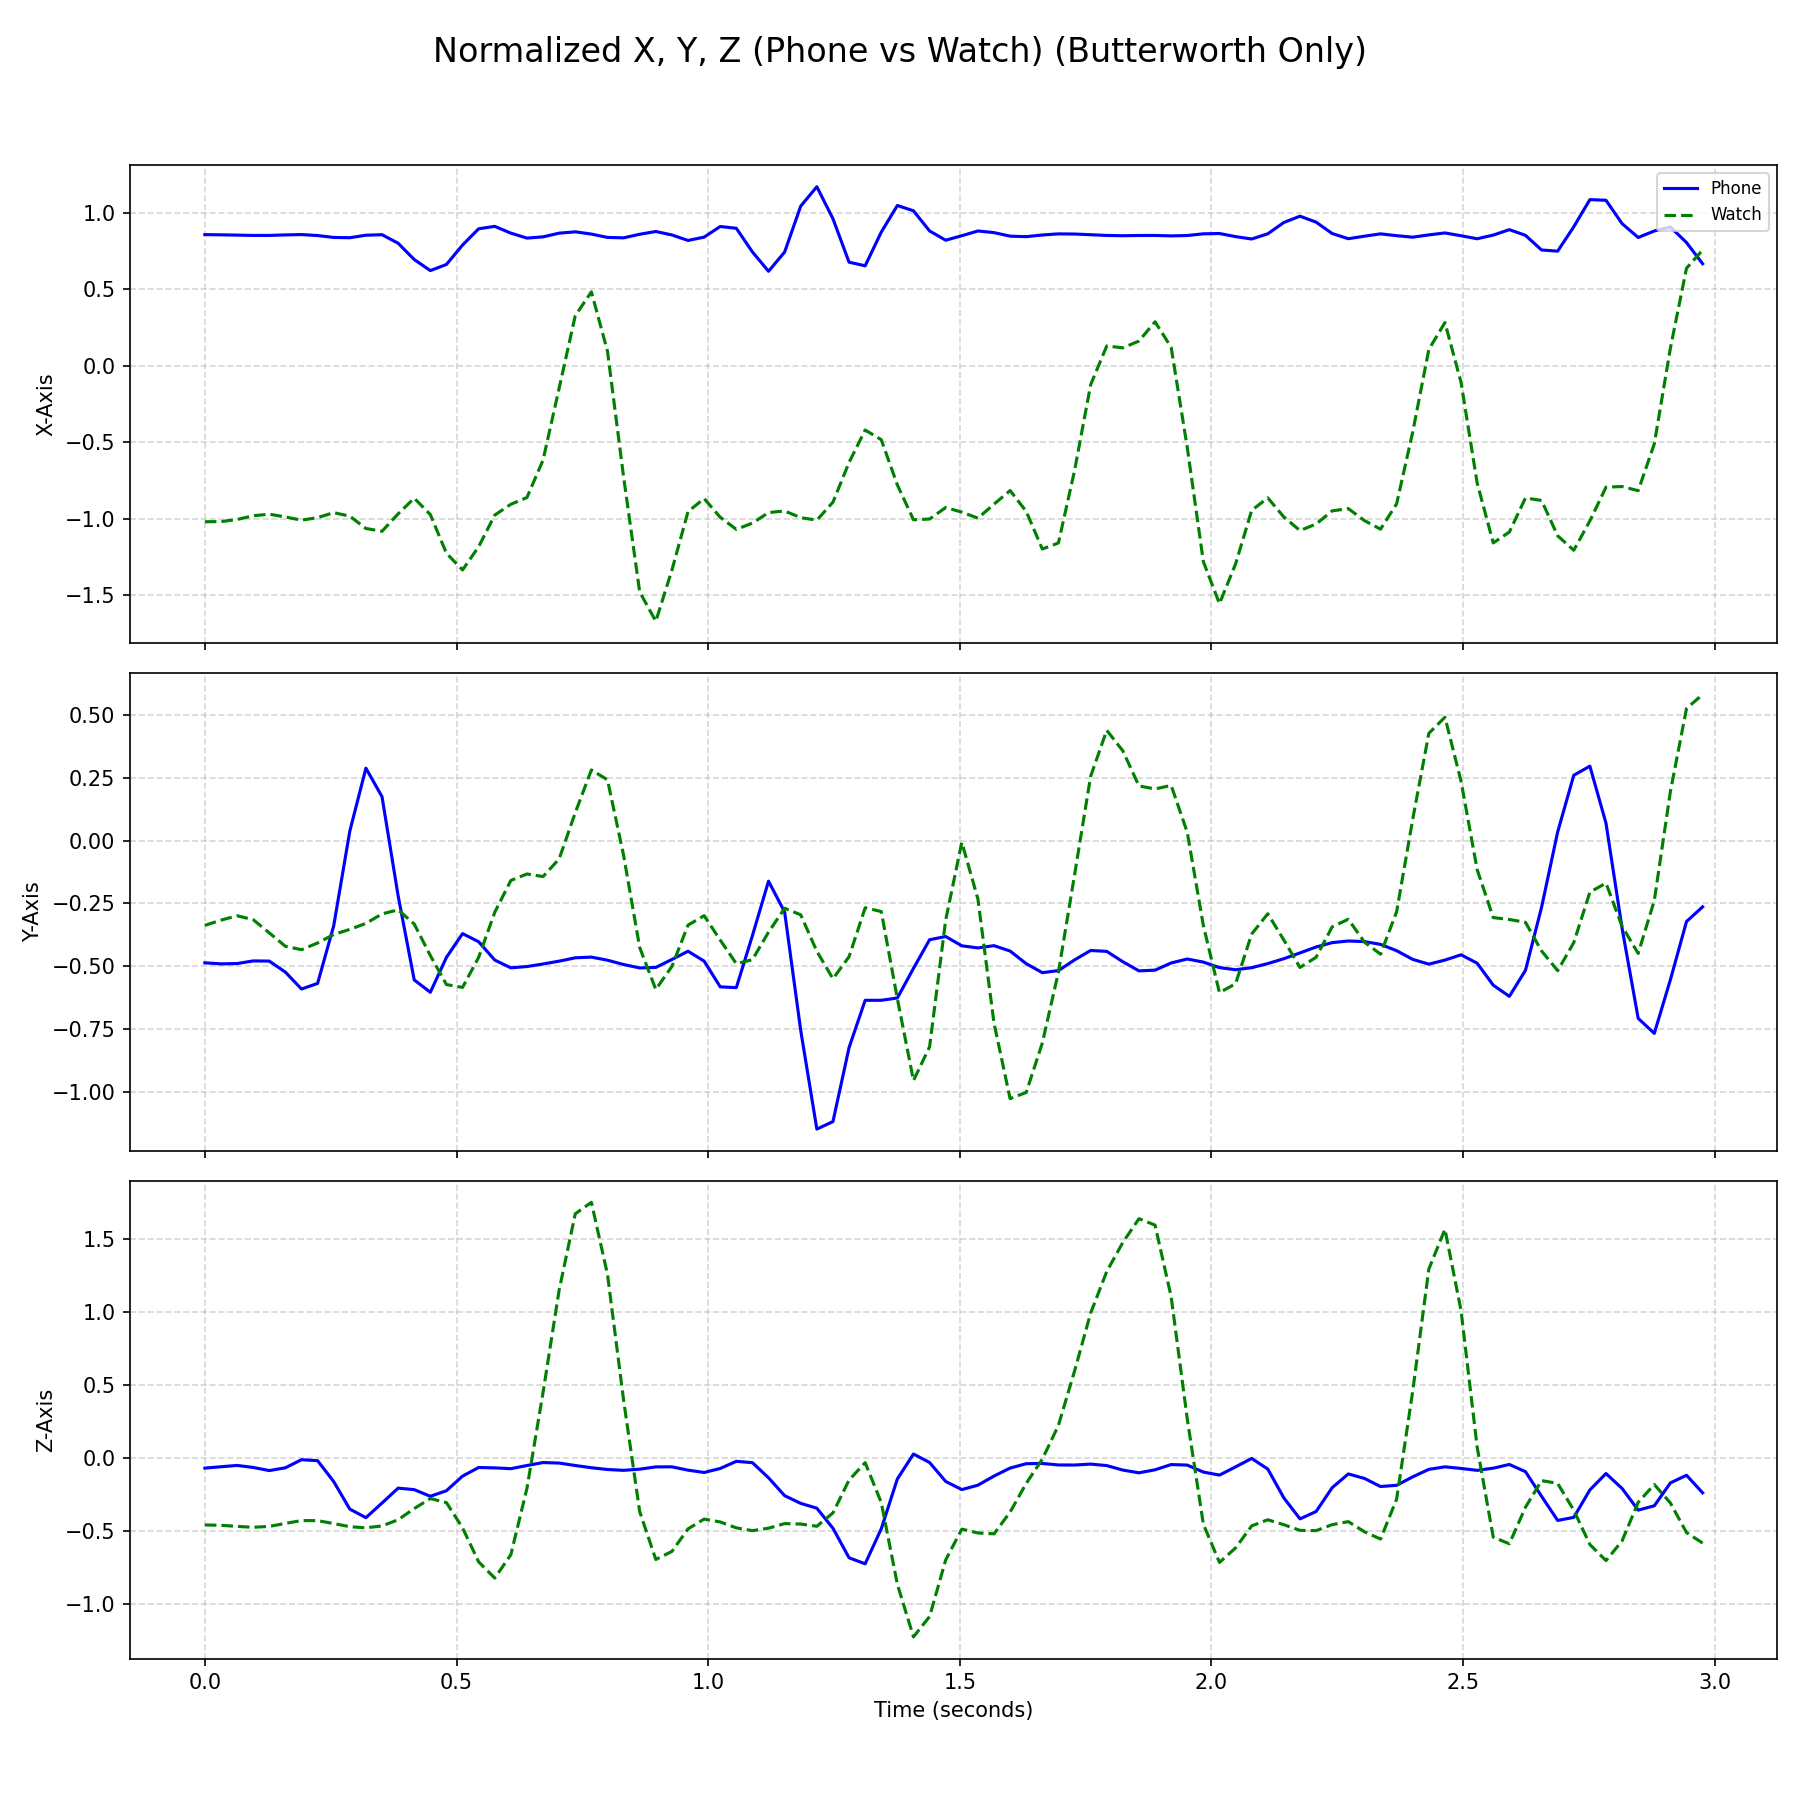 Normalized X, Y, Z (Phone vs Watch) (Butterworth Only)
Phone
Watch
1.0
0.5
0.0
−0.5
−1.0
−1.5
X-Axis
0.50
0.25
0.00
−0.25
−0.50
−0.75
−1.00
Y-Axis
1.5
1.0
0.5
0.0
−0.5
−1.0
Z-Axis
0.0 0.5 1.0 1.5 2.0 2.5 3.0
Time (seconds)